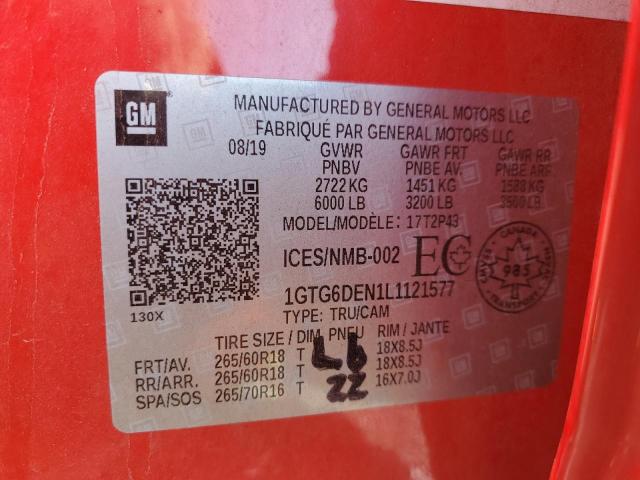 GM
MANUFACTURED BY GENERAL MOTORS LLC
FABRIQUÉ PAR GENERAL MOTORS LLC
08/19 GVWR GAWR FRT GAWR RR
PNBV PNBE AV. PNBE ARR.
2722 KG 1451 KG 1588 KG
6000 LB 3200 LB 3500 LB
MODEL/MODÈLE: 17T2P43
ICES/NMB-002 EC
CANADA
985
TRANSPORT
1GTG6DEN1L1121577
130X
TYPE: TRU/CAM
TIRE SIZE / DIM. PNEU RIM / JANTE
FRT/AV. 265/60R18 T 18X8.5J
RR/ARR. 265/60R18 T 18X8.5J
SPA/SOS 265/70R16 T 16X7.0J
L6
22